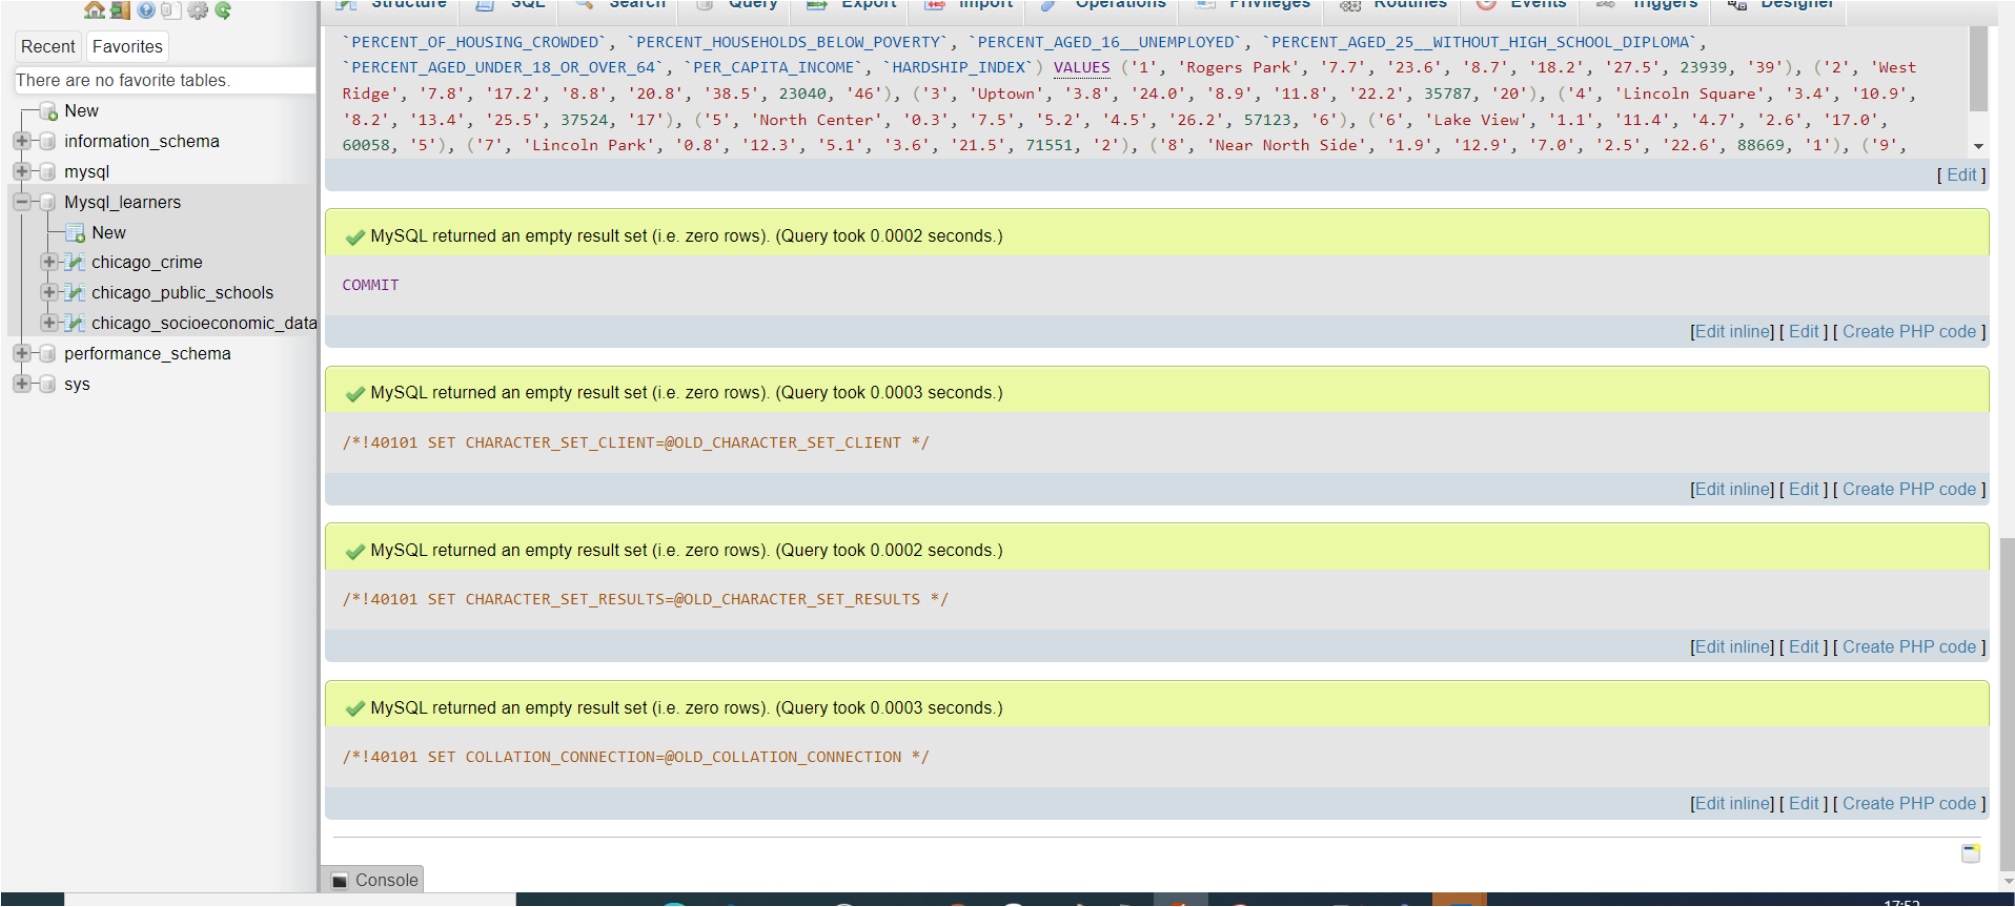 Structure SQL Search Query Export Import Operations Privileges Routines Events Triggers Designer
Recent Favorites
There are no favorite tables.
New
information_schema
mysql
Mysql_learners
New
chicago_crime
chicago_public_schools
chicago_socioeconomic_data
performance_schema
sys
`PERCENT_OF_HOUSING_CROWDED`, `PERCENT_HOUSEHOLDS_BELOW_POVERTY`, `PERCENT_AGED_16__UNEMPLOYED`, `PERCENT_AGED_25__WITHOUT_HIGH_SCHOOL_DIPLOMA`,
`PERCENT_AGED_UNDER_18_OR_OVER_64`, `PER_CAPITA_INCOME`, `HARDSHIP_INDEX`) VALUES ('1', 'Rogers Park', '7.7', '23.6', '8.7', '18.2', '27.5', 23939, '39'), ('2', 'West
Ridge', '7.8', '17.2', '8.8', '20.8', '38.5', 23040, '46'), ('3', 'Uptown', '3.8', '24.0', '8.9', '11.8', '22.2', 35787, '20'), ('4', 'Lincoln Square', '3.4', '10.9',
'8.2', '13.4', '25.5', 37524, '17'), ('5', 'North Center', '0.3', '7.5', '5.2', '4.5', '26.2', 57123, '6'), ('6', 'Lake View', '1.1', '11.4', '4.7', '2.6', '17.0',
60058, '5'), ('7', 'Lincoln Park', '0.8', '12.3', '5.1', '3.6', '21.5', 71551, '2'), ('8', 'Near North Side', '1.9', '12.9', '7.0', '2.5', '22.6', 88669, '1'), ('9',
[ Edit ]
MySQL returned an empty result set (i.e. zero rows). (Query took 0.0002 seconds.)
COMMIT
[Edit inline] [ Edit ] [ Create PHP code ]
MySQL returned an empty result set (i.e. zero rows). (Query took 0.0003 seconds.)
/*!40101 SET CHARACTER_SET_CLIENT=@OLD_CHARACTER_SET_CLIENT */
[Edit inline] [ Edit ] [ Create PHP code ]
MySQL returned an empty result set (i.e. zero rows). (Query took 0.0002 seconds.)
/*!40101 SET CHARACTER_SET_RESULTS=@OLD_CHARACTER_SET_RESULTS */
[Edit inline] [ Edit ] [ Create PHP code ]
MySQL returned an empty result set (i.e. zero rows). (Query took 0.0003 seconds.)
/*!40101 SET COLLATION_CONNECTION=@OLD_COLLATION_CONNECTION */
[Edit inline] [ Edit ] [ Create PHP code ]
Console
17:52